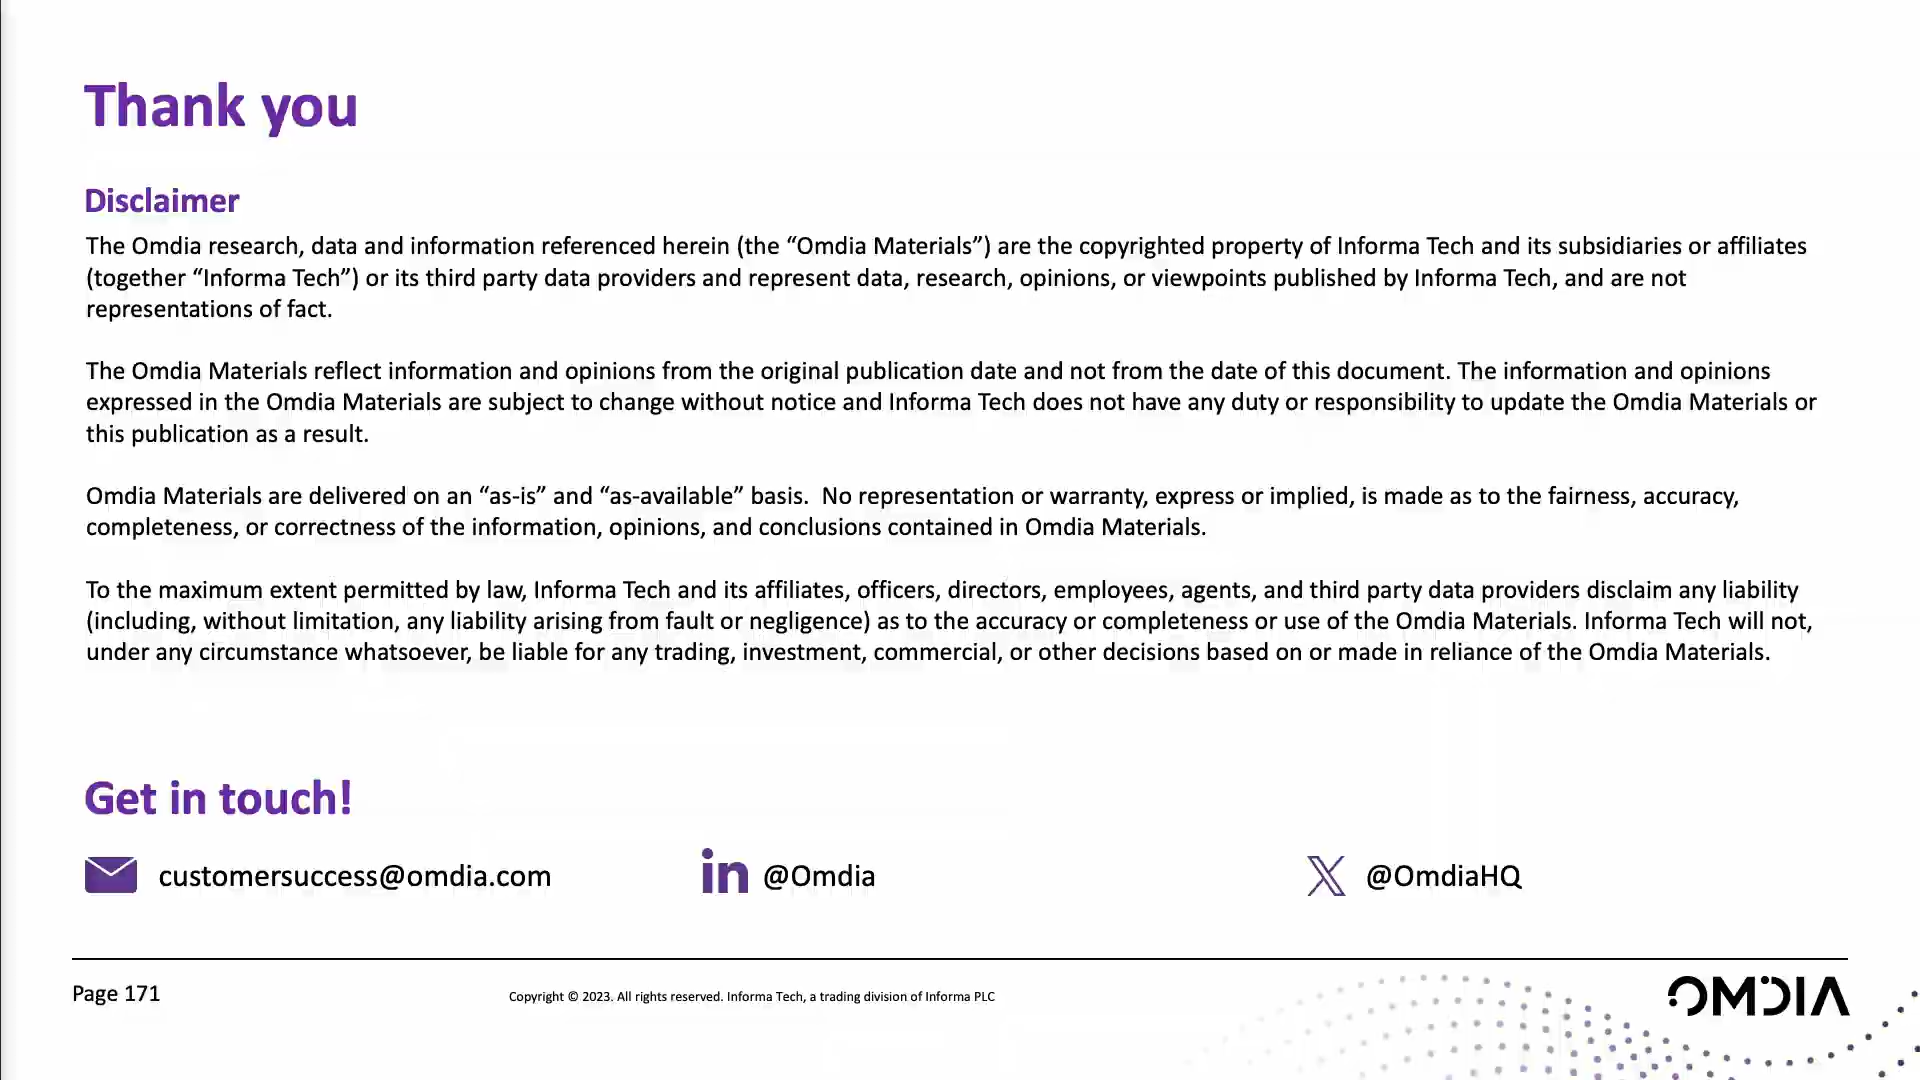 Thank you
Disclaimer
The Omdia research, data and information referenced herein (the “Omdia Materials”) are the copyrighted property of Informa Tech and its subsidiaries or affiliates
(together “Informa Tech”) or its third party data providers and represent data, research, opinions, or viewpoints published by Informa Tech, and are not
representations of fact.
The Omdia Materials reflect information and opinions from the original publication date and not from the date of this document. The information and opinions
expressed in the Omdia Materials are subject to change without notice and Informa Tech does not have any duty or responsibility to update the Omdia Materials or
this publication as a result.
Omdia Materials are delivered on an “as-is” and “as-available” basis.  No representation or warranty, express or implied, is made as to the fairness, accuracy,
completeness, or correctness of the information, opinions, and conclusions contained in Omdia Materials.
To the maximum extent permitted by law, Informa Tech and its affiliates, officers, directors, employees, agents, and third party data providers disclaim any liability
(including, without limitation, any liability arising from fault or negligence) as to the accuracy or completeness or use of the Omdia Materials. Informa Tech will not,
under any circumstance whatsoever, be liable for any trading, investment, commercial, or other decisions based on or made in reliance of the Omdia Materials.
Get in touch!
customersuccess@omdia.com
in @Omdia
X @OmdiaHQ
Page 171
Copyright © 2023. All rights reserved. Informa Tech, a trading division of Informa PLC
OMDIA